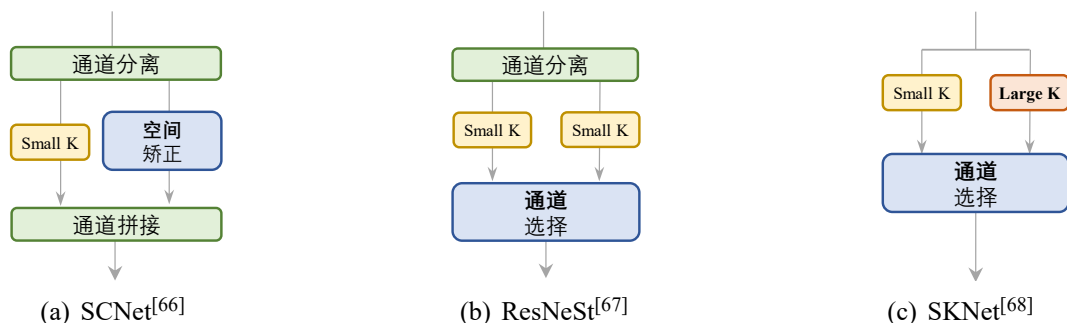 通道分离
Small K
空间
矫正
通道拼接
(a) SCNet[66]
通道分离
Small K
Small K
通道
选择
(b) ResNeSt[67]
Small K
Large K
通道
选择
(c) SKNet[68]